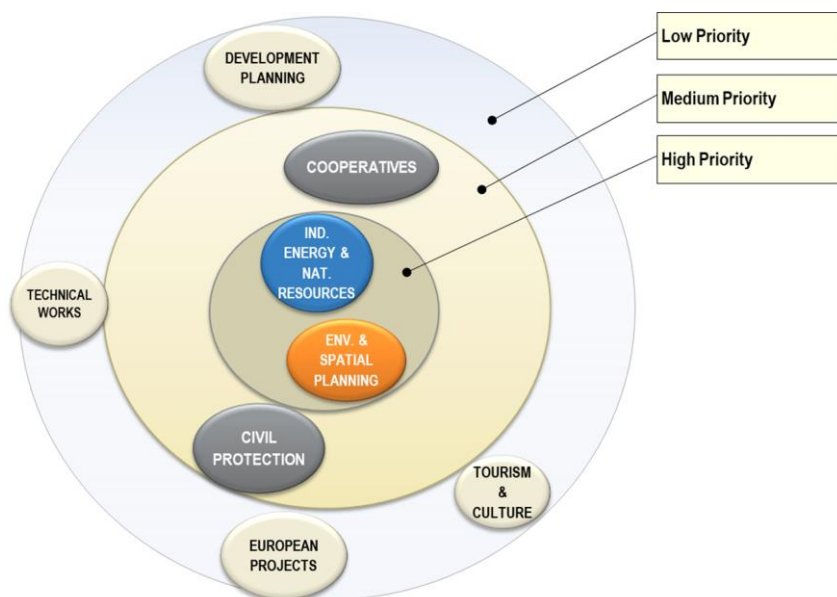 Low Priority
DEVELOPMENT
PLANNING
Medium Priority
High Priority
COOPERATIVES
IND.
ENERGY &
NAT.
RESOURCES
TECHNICAL
WORKS
ENV. &
SPATIAL
PLANNING
CIVIL
PROTECTION
TOURISM
&
CULTURE
EUROPEAN
PROJECTS